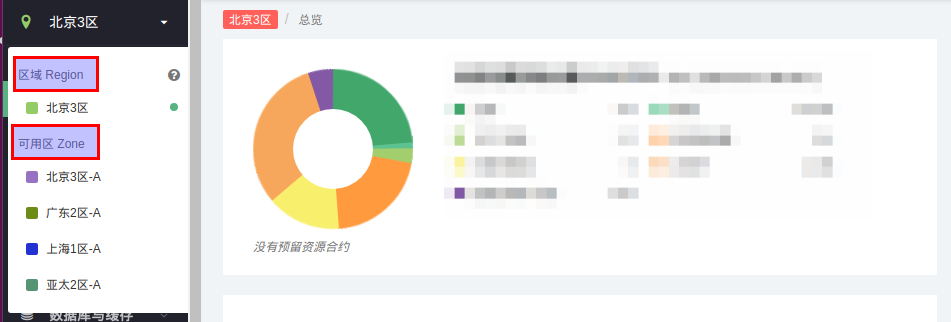 北京3区
北京3区 / 总览
区域 Region
?
北京3区
可用区 Zone
北京3区-A
广东2区-A
上海1区-A
亚太2区-A
没有预留资源合约
数据库与缓存